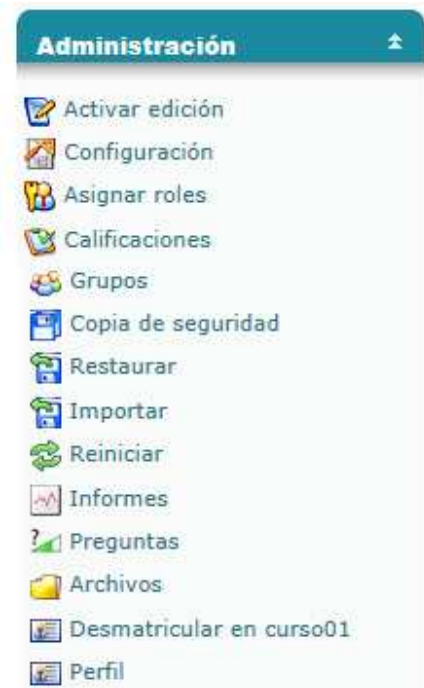 Administración
Activar edición
Configuración
Asignar roles
Calificaciones
Grupos
Copia de seguridad
Restaurar
Importar
Reiniciar
Informes
Preguntas
Archivos
Desmatricular en curso01
Perfil